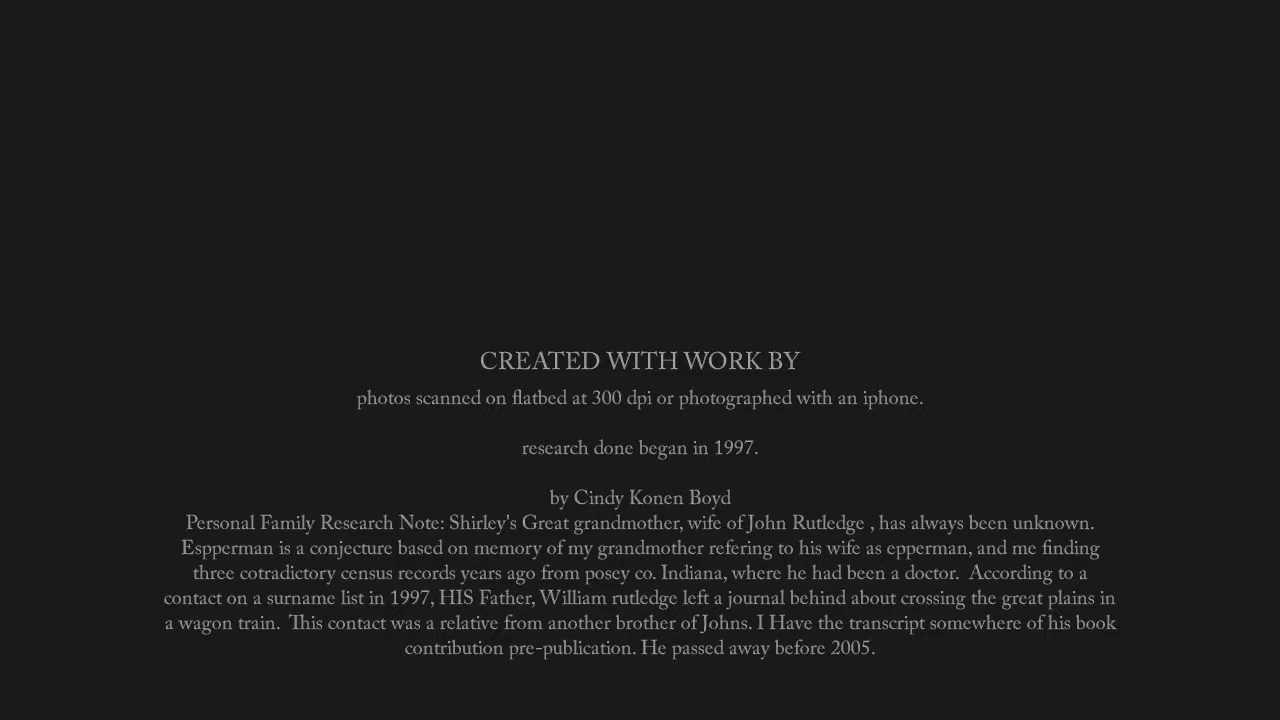 CREATED WITH WORK BY
photos scanned on flatbed at 300 dpi or photographed with an iphone.
research done began in 1997.
by Cindy Konen Boyd
Personal Family Research Note: Shirley's Great grandmother, wife of John Rutledge , has always been unknown.
Espperman is a conjecture based on memory of my grandmother refering to his wife as epperman, and me finding
three cotradictory census records years ago from posey co. Indiana, where he had been a doctor.  According to a
contact on a surname list in 1997, HIS Father, William rutledge left a journal behind about crossing the great plains in
a wagon train.  This contact was a relative from another brother of Johns. I Have the transcript somewhere of his book
contribution pre-publication. He passed away before 2005.